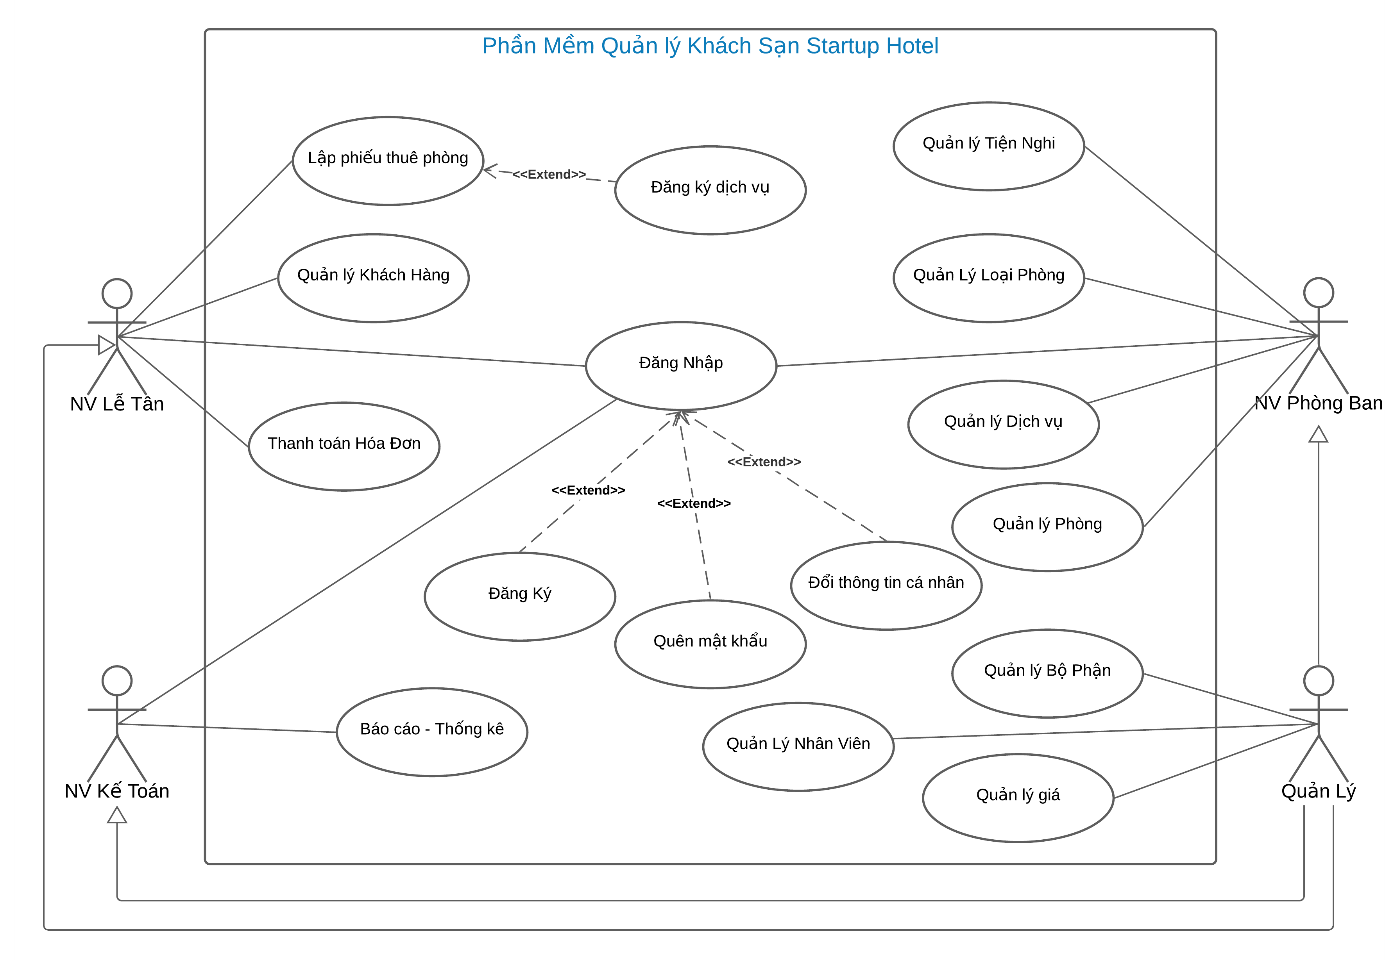 Phần Mềm Quản lý Khách Sạn Startup Hotel
Lập phiếu thuê phòng
<<Extend>>
Đăng ký dịch vụ
Quản lý Tiện Nghi
Quản lý Khách Hàng
Quản Lý Loại Phòng
Đăng Nhập
NV Lễ Tân
NV Phòng Ban
Thanh toán Hóa Đơn
Quản lý Dịch vụ
<<Extend>>
<<Extend>>
<<Extend>>
Quản lý Phòng
Đăng Ký
Đổi thông tin cá nhân
Quên mật khẩu
Quản lý Bộ Phận
Báo cáo - Thống kê
Quản Lý Nhân Viên
NV Kế Toán
Quản lý giá
Quản Lý